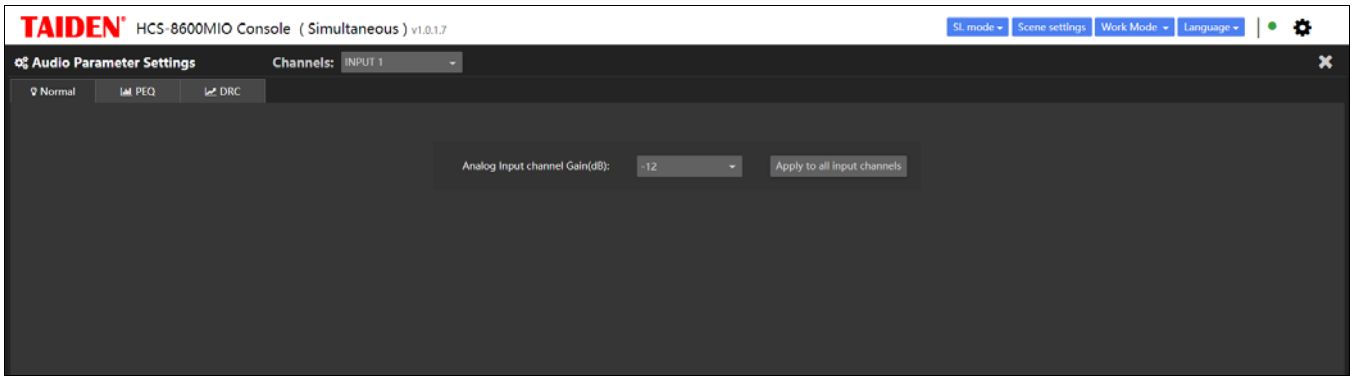 TAIDEN® HCS-8600MIO Console ( Simultaneous ) v1.0.1.7 SI. mode Scene settings Work Mode Language
Audio Parameter Settings Channels: INPUT 1
Normal PEQ DRC
Analog Input channel Gain(dB): -12 Apply to all input channels